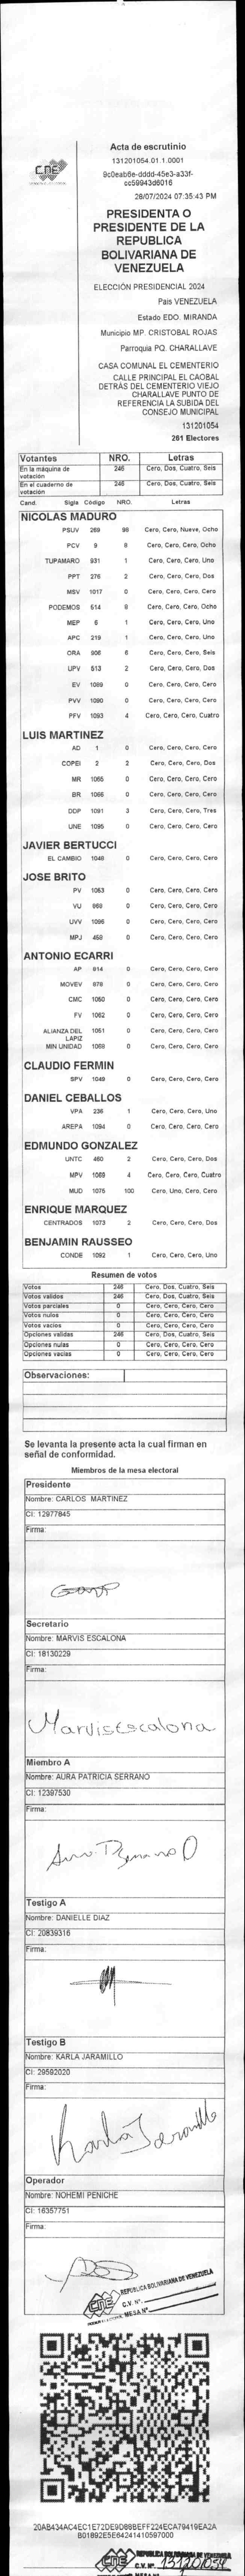 CNE
Acta de escrutinio
131201054.01.1.0001
9c0eab6e-dddd-45e3-a33f-
cc59943d6016
28/07/2024 07:35:43 PM
PRESIDENTA O
PRESIDENTE DE LA
REPUBLICA
BOLIVARIANA DE
VENEZUELA
ELECCIÓN PRESIDENCIAL 2024
Pais VENEZUELA
Estado EDO. MIRANDA
Municipio MP. CRISTOBAL ROJAS
Parroquia PQ. CHARALLAVE
CASA COMUNAL EL CEMENTERIO
CALLE PRINCIPAL EL CAOBAL
DETRÁS DEL CEMENTERIO VIEJO
CHARALLAVE PUNTO DE
REFERENCIA LA SUBIDA DEL
CONSEJO MUNICIPAL
131201054
261 Electores
Votantes NRO. Letras
En la máquina de votación 246 Cero, Dos, Cuatro, Seis
En el cuaderno de votación 246 Cero, Dos, Cuatro, Seis
Cand. Sigla Código NRO. Letras
NICOLAS MADURO
PSUV 269 98 Cero, Cero, Nueve, Ocho
PCV 9 8 Cero, Cero, Cero, Ocho
TUPAMARO 931 1 Cero, Cero, Cero, Uno
PPT 276 2 Cero, Cero, Cero, Dos
MSV 1017 0 Cero, Cero, Cero, Cero
PODEMOS 514 8 Cero, Cero, Cero, Ocho
MEP 6 1 Cero, Cero, Cero, Uno
APC 219 1 Cero, Cero, Cero, Uno
ORA 906 6 Cero, Cero, Cero, Seis
UPV 513 2 Cero, Cero, Cero, Dos
EV 1089 0 Cero, Cero, Cero, Cero
PVV 1090 0 Cero, Cero, Cero, Cero
PFV 1093 4 Cero, Cero, Cero, Cuatro
LUIS MARTINEZ
AD 1 0 Cero, Cero, Cero, Cero
COPEI 2 2 Cero, Cero, Cero, Dos
MR 1065 0 Cero, Cero, Cero, Cero
BR 1066 0 Cero, Cero, Cero, Cero
DDP 1091 3 Cero, Cero, Cero, Tres
UNE 1095 0 Cero, Cero, Cero, Cero
JAVIER BERTUCCI
EL CAMBIO 1046 0 Cero, Cero, Cero, Cero
JOSE BRITO
PV 1053 0 Cero, Cero, Cero, Cero
VU 969 0 Cero, Cero, Cero, Cero
UVV 1096 0 Cero, Cero, Cero, Cero
MPJ 458 0 Cero, Cero, Cero, Cero
ANTONIO ECARRI
AP 814 0 Cero, Cero, Cero, Cero
MOVEV 978 0 Cero, Cero, Cero, Cero
CMC 1050 0 Cero, Cero, Cero, Cero
FV 1052 0 Cero, Cero, Cero, Cero
ALIANZA DEL LAPIZ 1051 0 Cero, Cero, Cero, Cero
MIN UNIDAD 1069 0 Cero, Cero, Cero, Cero
CLAUDIO FERMIN
SPV 1049 0 Cero, Cero, Cero, Cero
DANIEL CEBALLOS
VPA 236 1 Cero, Cero, Cero, Uno
AREPA 1094 0 Cero, Cero, Cero, Cero
EDMUNDO GONZALEZ
UNTC 460 2 Cero, Cero, Cero, Dos
MPV 1069 4 Cero, Cero, Cero, Cuatro
MUD 1075 100 Cero, Uno, Cero, Cero
ENRIQUE MARQUEZ
CENTRADOS 1073 2 Cero, Cero, Cero, Dos
BENJAMIN RAUSSEO
CONDE 1092 1 Cero, Cero, Cero, Uno
Resumen de votos
Votos 246 Cero, Dos, Cuatro, Seis
Votos validos 246 Cero, Dos, Cuatro, Seis
Votos parciales 0 Cero, Cero, Cero, Cero
Votos nulos 0 Cero, Cero, Cero, Cero
Votos vacios 0 Cero, Cero, Cero, Cero
Opciones validas 246 Cero, Dos, Cuatro, Seis
Opciones nulas 0 Cero, Cero, Cero, Cero
Opciones vacias 0 Cero, Cero, Cero, Cero
Observaciones:
Se levanta la presente acta la cual firman en
señal de conformidad.
Miembros de la mesa electoral
Presidente
Nombre: CARLOS MARTINEZ
CI: 12977845
Firma:
Secretario
Nombre: MARVIS ESCALONA
CI: 18130229
Firma:
Marvis Escalona
Miembro A
Nombre: AURA PATRICIA SERRANO
CI: 12397530
Firma:
Testigo A
Nombre: DANIELLE DIAZ
CI: 20839316
Firma:
Testigo B
Nombre: KARLA JARAMILLO
CI: 29592020
Firma:
Karla Jaramillo
Operador
Nombre: NOHEMI PENICHE
CI: 16357751
Firma:
CNE REPUBLICA BOLIVARIANA DE VENEZUELA
C.V. Nº
MESA Nº
20AB434AC4EC1E72DE9D88BEFF224ECA79419EA2A
B01892E5E64241410597000
CNE REPUBLICA BOLIVARIANA DE VENEZUELA
C.V. Nº 131201054